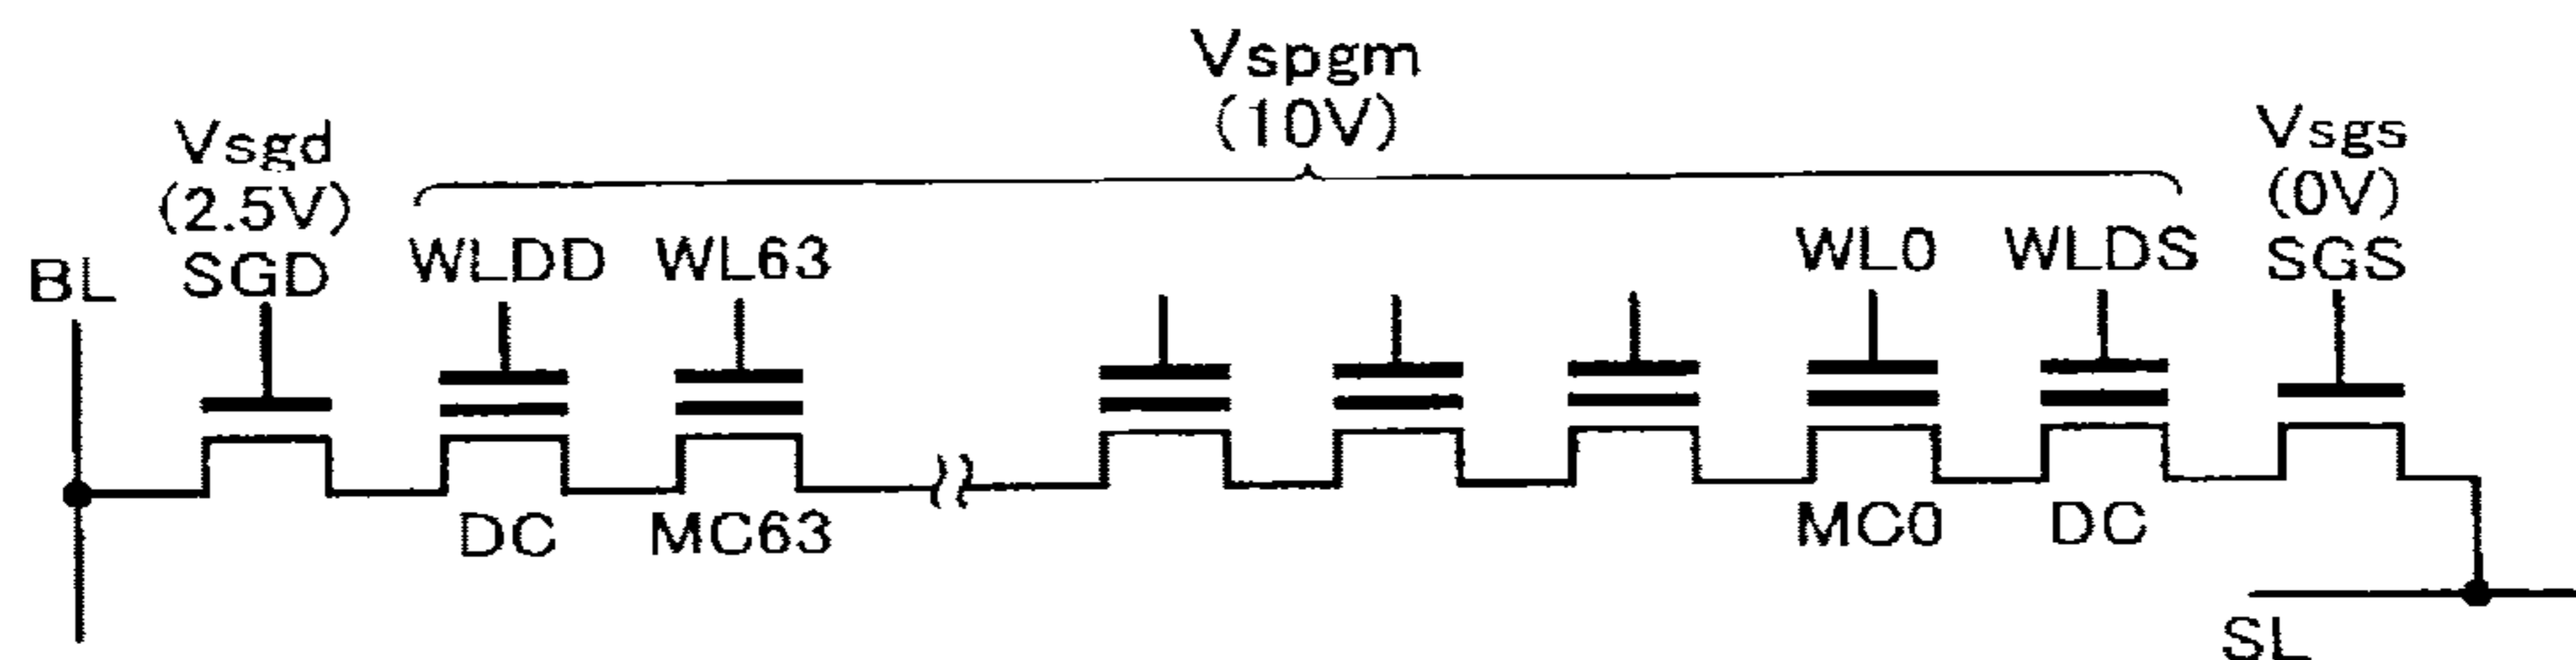 Vspgm
(10V)
Vsgd
(2.5V)
Vsgs
(0V)
BL
SGD
WLDD
WL63
WL0
WLDS
SGS
DC
MC63
MC0
DC
SL